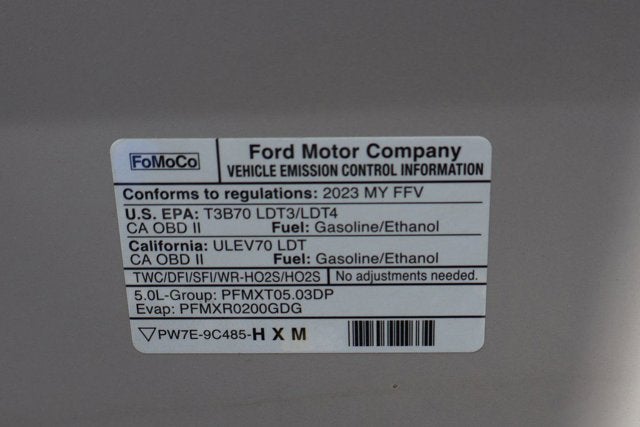 FoMoCo
Ford Motor Company
VEHICLE EMISSION CONTROL INFORMATION
Conforms to regulations: 2023 MY FFV
U.S. EPA: T3B70 LDT3/LDT4
CA OBD II Fuel: Gasoline/Ethanol
California: ULEV70 LDT
CA OBD II Fuel: Gasoline/Ethanol
TWC/DFI/SFI/WR-HO2S/HO2S No adjustments needed.
5.0L-Group: PFMXT05.03DP
Evap: PFMXR0200GDG
PW7E-9C485-H X M